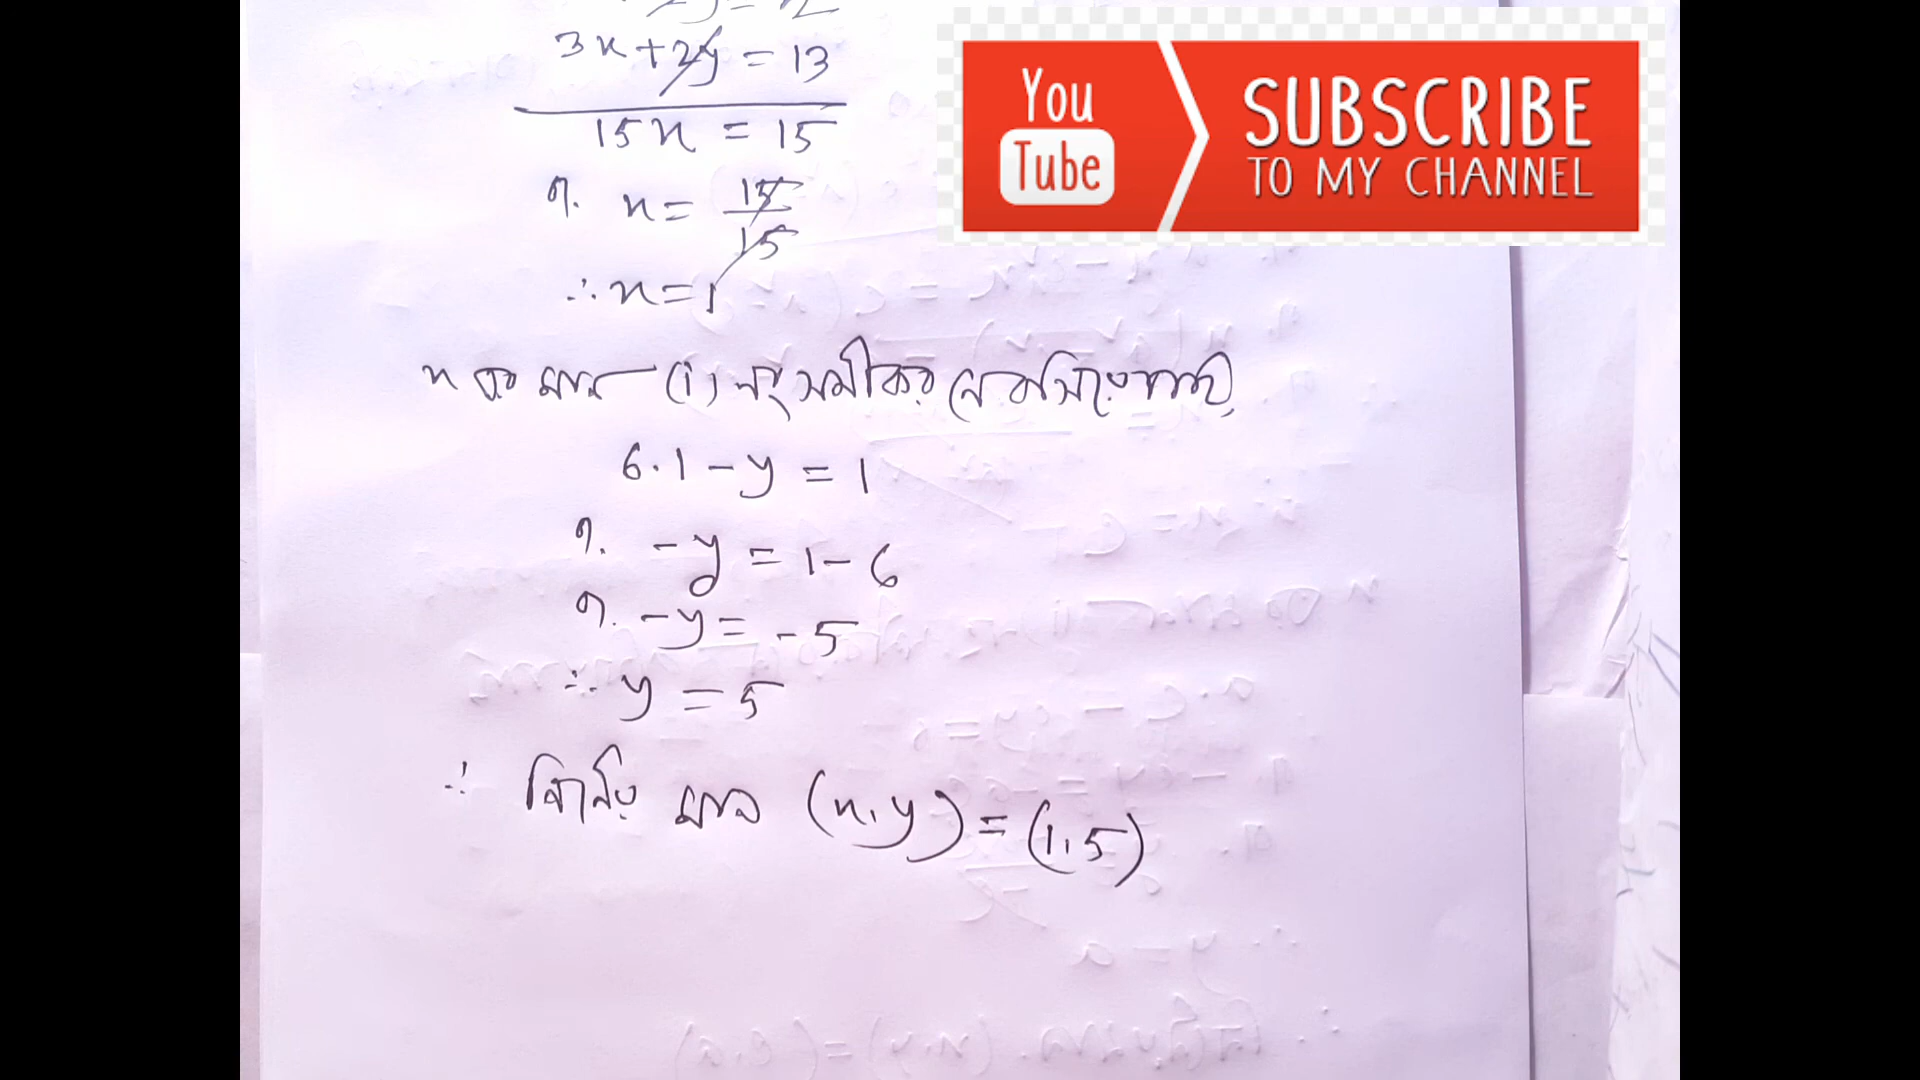 3x+2y = 13
15x = 15
বা, x = 15/15
∴ x = 1
x এর মান (i) নং সমীকরণে বসিয়ে পাই,
6.1 - y = 1
বা, -y = 1 - 6
বা, -y = -5
∴ y = 5
∴ নির্ণেয় মান (x, y) = (1, 5)
You Tube
SUBSCRIBE
TO MY CHANNEL